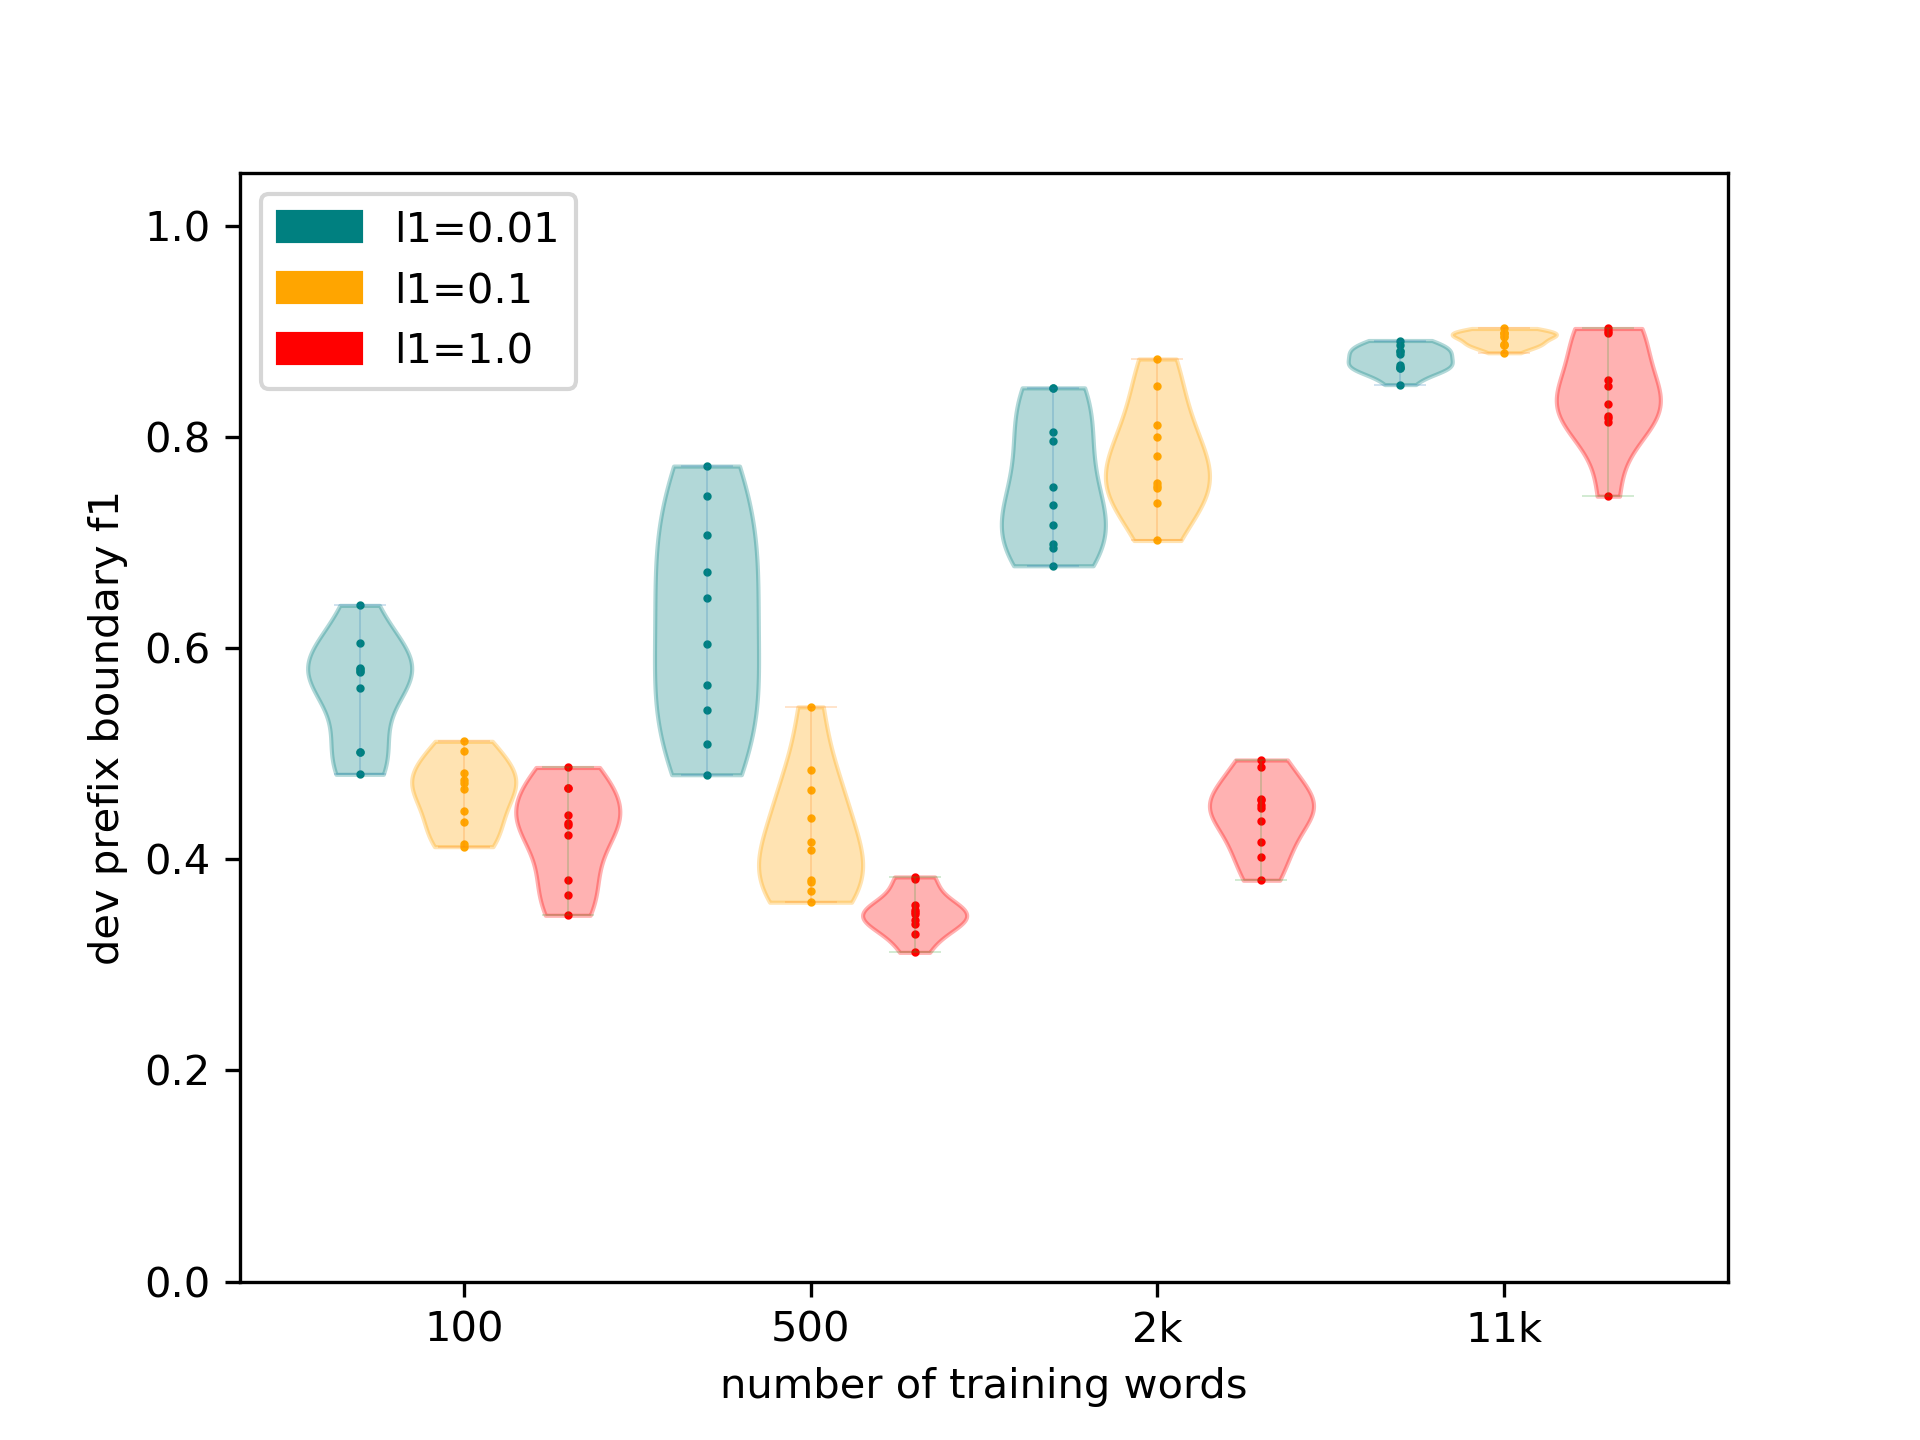 l1=0.01
l1=0.1
l1=1.0
1.0
0.8
0.6
0.4
0.2
0.0
dev prefix boundary f1
100 500 2k 11k
number of training words